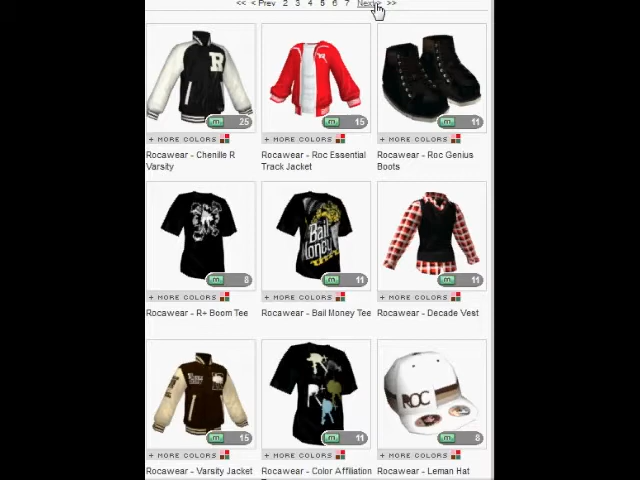 << < Prev 2 3 4 5 6 7 Next > >>
R
25
15
11
+ MORE COLORS
+ MORE COLORS
+ MORE COLORS
Rocawear - Chenille R Varsity
Rocawear - Roc Essential Track Jacket
Rocawear - Roc Genius Boots
Bail Money
8
11
11
+ MORE COLORS
+ MORE COLORS
+ MORE COLORS
Rocawear - R+ Boom Tee
Rocawear - Bail Money Tee
Rocawear - Decade Vest
ROC
15
11
8
+ MORE COLORS
+ MORE COLORS
+ MORE COLORS
Rocawear - Varsity Jacket
Rocawear - Color Affiliation
Rocawear - Leman Hat